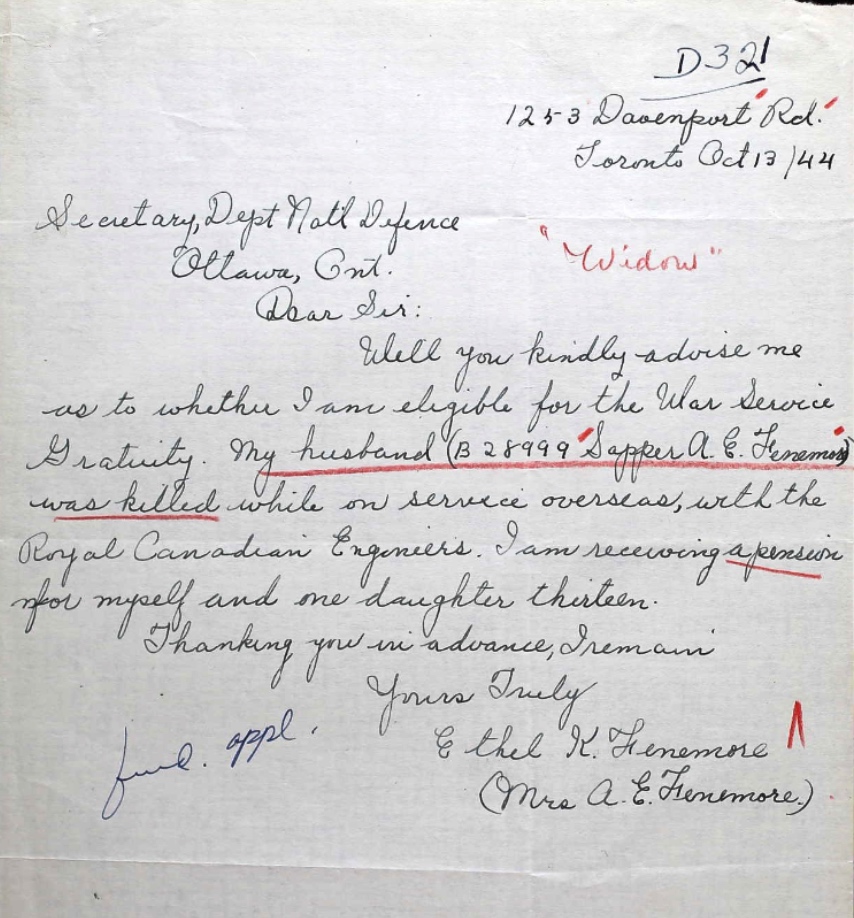 D321
1253 Davenport Rd.
Toronto Oct 13/44
Secretary, Dept Nat'l Defence
"Widow"
Ottawa, Ont.
Dear Sir:
Will you kindly advise me
as to whether I am eligible for the War Service
Gratuity. My husband (B 28999 Sapper A. E. Fenemore)
was killed while on service overseas, with the
Royal Canadian Engineers. I am receiving a pension
for myself and one daughter thirteen.
Thanking you in advance, I remain
Yours Truly
Ethel K. Fenemore
appl.
(Mrs A. E. Fenemore.)